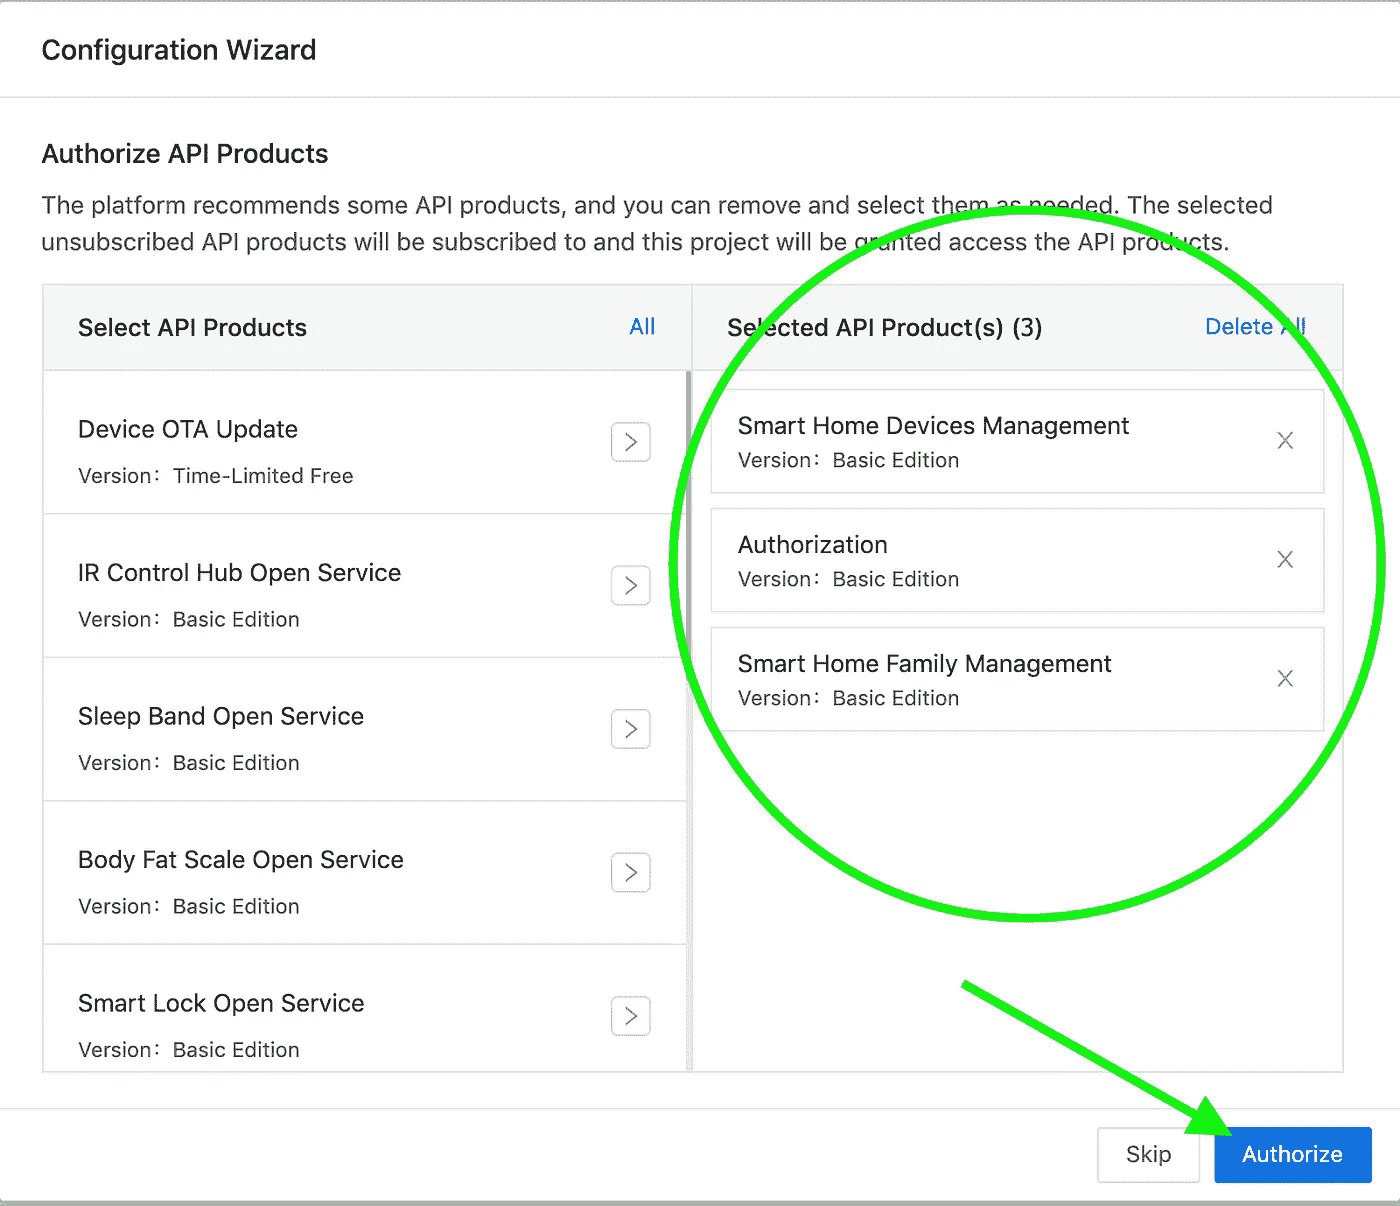 Configuration Wizard
Authorize API Products
The platform recommends some API products, and you can remove and select them as needed. The selected
unsubscribed API products will be subscribed to and this project will be granted access the API products.
Select API Products
All
Device OTA Update
Version: Time-Limited Free
IR Control Hub Open Service
Version: Basic Edition
Sleep Band Open Service
Version: Basic Edition
Body Fat Scale Open Service
Version: Basic Edition
Smart Lock Open Service
Version: Basic Edition
Selected API Product(s) (3)
Delete All
Smart Home Devices Management
Version: Basic Edition
Authorization
Version: Basic Edition
Smart Home Family Management
Version: Basic Edition
Skip
Authorize